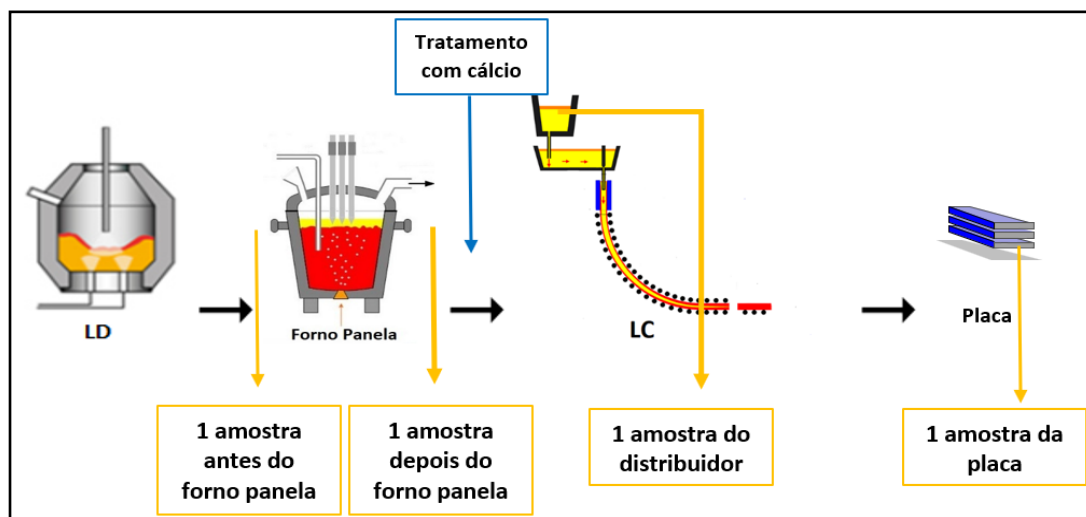 Tratamento
com cálcio
LD
Forno Panela
LC
Placa
1 amostra
antes do
forno panela
1 amostra
depois do
forno panela
1 amostra do
distribuidor
1 amostra da
placa